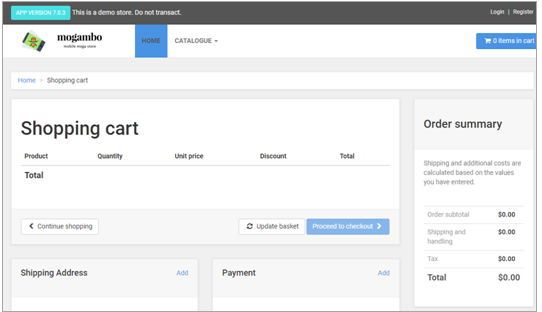 APP VERSION 7.0.3 This is a demo store. Do not transact.
Login | Register
mogambo
mobile moga store
HOME
CATALOGUE
0 items in cart
Home > Shopping cart
Shopping cart
Product Quantity Unit price Discount Total
Total
Continue shopping
Update basket
Proceed to checkout
Order summary
Shipping and additional costs are
calculated based on the values
you have entered.
Order subtotal $0.00
Shipping and
handling $0.00
Tax $0.00
Total $0.00
Shipping Address Add
Payment Add